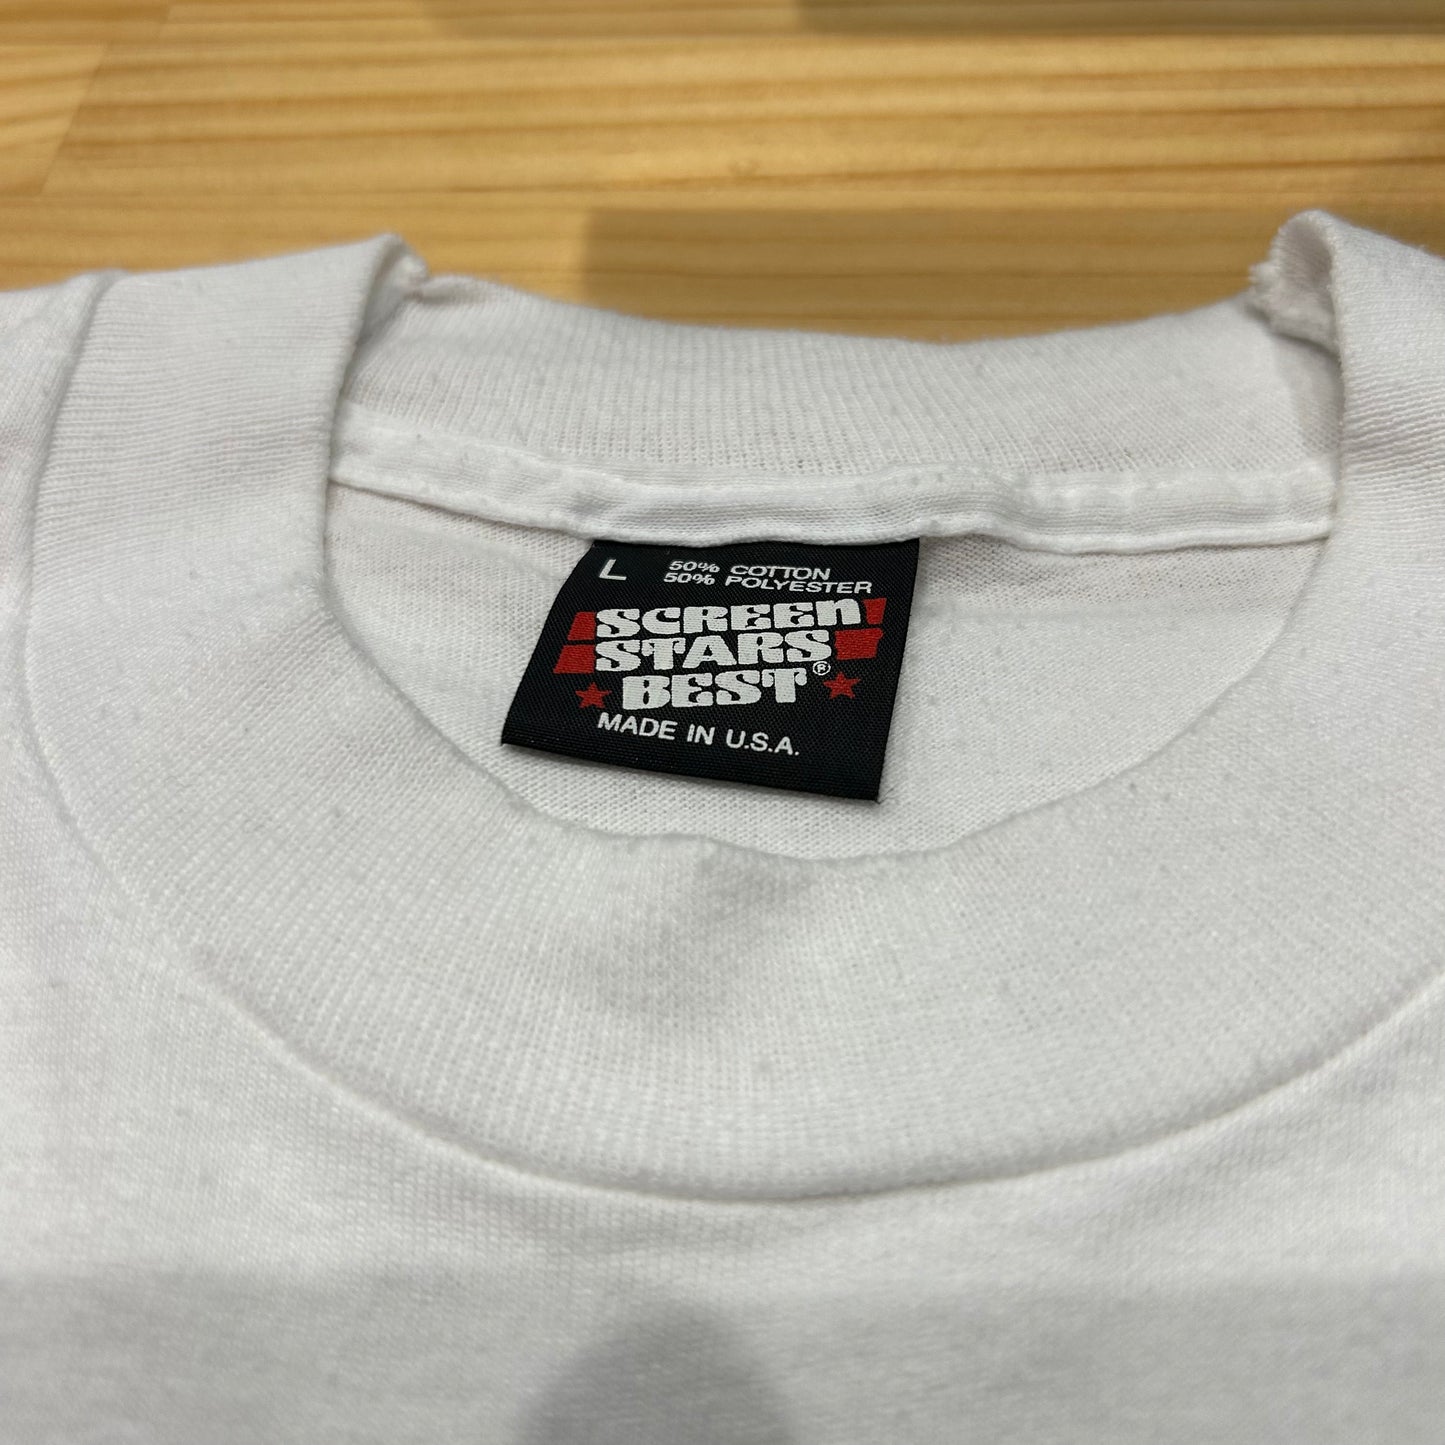 L 50% COTTON
50% POLYESTER
SCREEN
STARS
BEST®
MADE IN U.S.A.